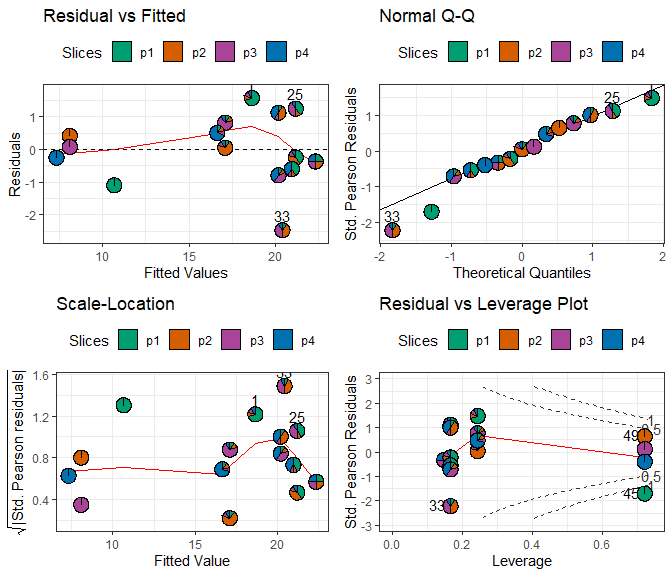 Residual vs Fitted
Slices p1 p2 p3 p4
25
33
1
0
-1
-2
Residuals
10 15 20
Fitted Values
Normal Q-Q
Slices p1 p2 p3 p4
25
33
1
0
-1
-2
Std. Pearson Residuals
-2 -1 0 1 2
Theoretical Quantiles
Scale-Location
Slices p1 p2 p3 p4
33
1
25
1.6
1.2
0.8
0.4
√|Std. Pearson residuals|
10 15 20
Fitted Value
Residual vs Leverage Plot
Slices p1 p2 p3 p4
1
0.5
49
0.5
1
45
33
3
2
1
0
-1
-2
-3
Std. Pearson Residuals
0.0 0.2 0.4 0.6
Leverage